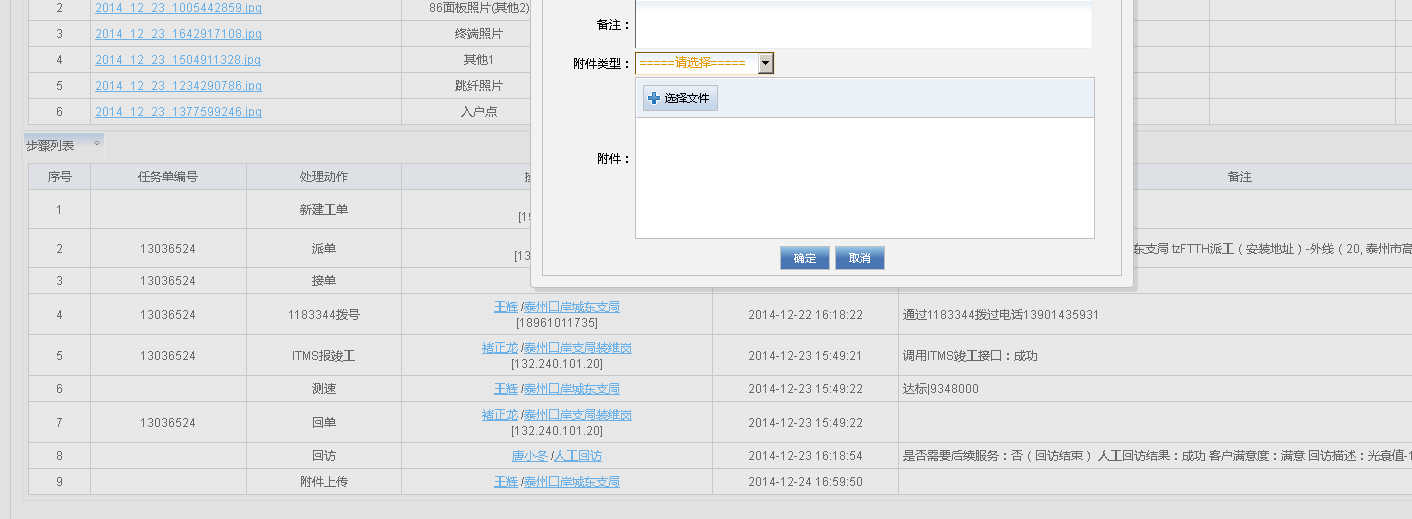 2 2014_12_23_1005442859.jpg 86面板照片(其他2)
3 2014_12_23_1642917108.jpg 终端照片
4 2014_12_23_1504911328.jpg 其他1
5 2014_12_23_1234290786.jpg 跳纤照片
6 2014_12_23_1377599246.jpg 入户点
备注：
附件类型： =====请选择=====
选择文件
附件：
确定 取消
步骤列表
序号 任务单编号 处理动作 备注
1 新建工单
[19
2 13036524 派单 东支局 tzFTTH派工（安装地址）-外线（20, 泰州市高
[13
3 13036524 接单
4 13036524 1183344拨号 王辉 /泰州口岸城东支局 2014-12-22 16:18:22 通过1183344拨过电话13901435931
[18961011735]
5 13036524 ITMS报竣工 褚正龙 /泰州口岸支局装维岗 2014-12-23 15:49:21 调用ITMS竣工接口：成功
[132.240.101.20]
6 测速 王辉 /泰州口岸城东支局 2014-12-23 15:49:22 达标|9348000
7 13036524 回单 褚正龙 /泰州口岸支局装维岗 2014-12-23 15:49:22
[132.240.101.20]
8 回访 唐小冬 /人工回访 2014-12-23 16:18:54 是否需要后续服务：否（回访结束） 人工回访结果：成功 客户满意度：满意 回访描述：光衰值-1
9 附件上传 王辉 /泰州口岸城东支局 2014-12-24 16:59:50